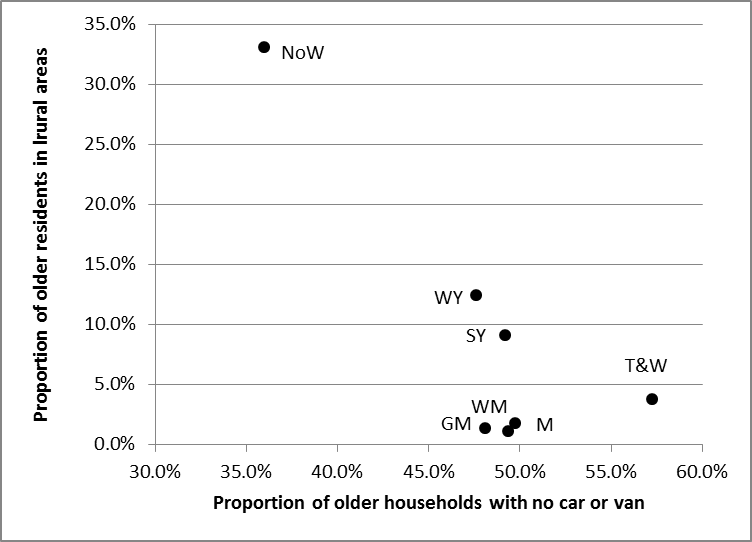 35.0%
30.0%
25.0%
20.0%
15.0%
10.0%
5.0%
0.0%
Proportion of older residents in lrural areas
NoW
WY
SY
T&W
WM
GM
M
30.0% 35.0% 40.0% 45.0% 50.0% 55.0% 60.0%
Proportion of older households with no car or van